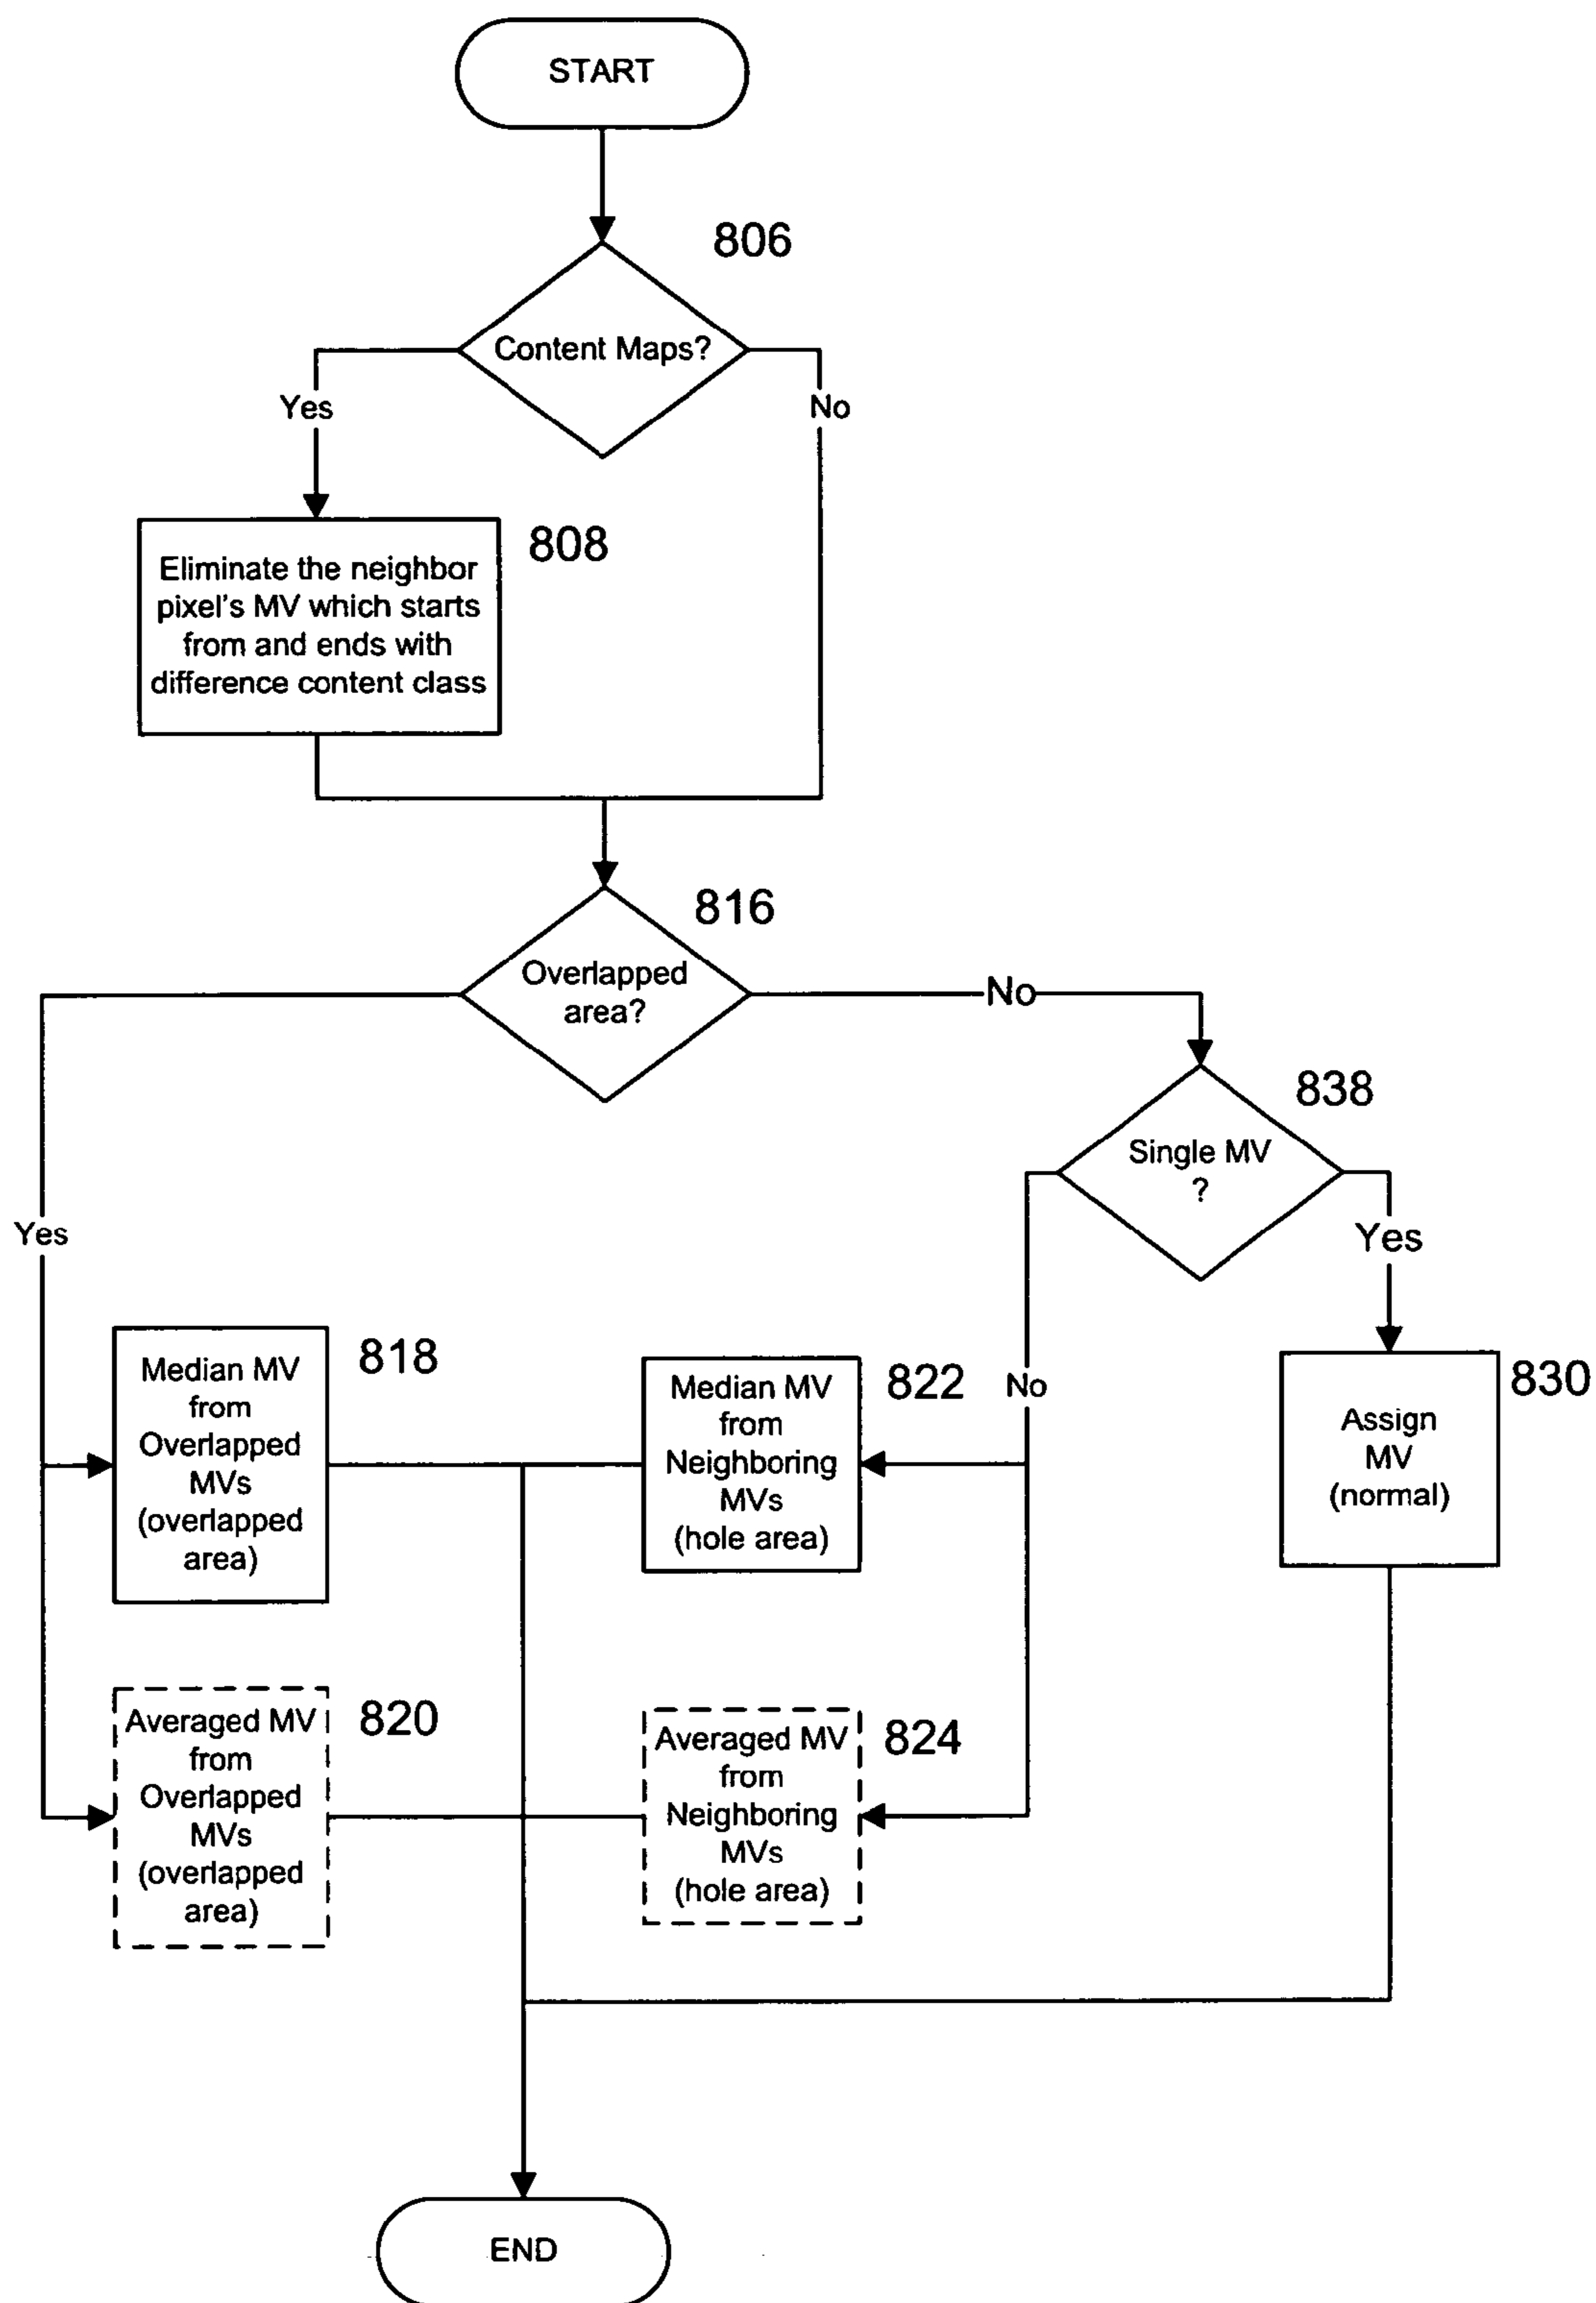 START
806
Content Maps?
Yes
No
808
Eliminate the neighbor
pixel's MV which starts
from and ends with
difference content class
816
Overlapped
area?
No
838
Single MV
?
Yes
Yes
818
Median MV
from
Overlapped
MVs
(overlapped
area)
822
Median MV
from
Neighboring
MVs
(hole area)
No
830
Assign
MV
(normal)
820
Averaged MV
from
Overlapped
MVs
(overlapped
area)
824
Averaged MV
from
Neighboring
MVs
(hole area)
END